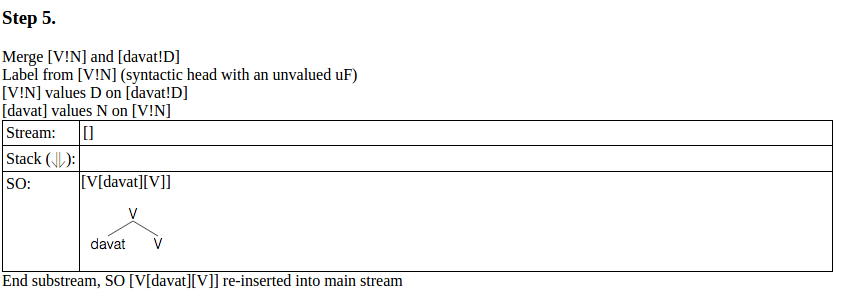 Step 5.
Merge [V!N] and [davat!D]
Label from [V!N] (syntactic head with an unvalued uF)
[V!N] values D on [davat!D]
[davat] values N on [V!N]
Stream: []
Stack (⥯):
SO: [V[davat][V]]
V
davat V
End substream, SO [V[davat][V]] re-inserted into main stream